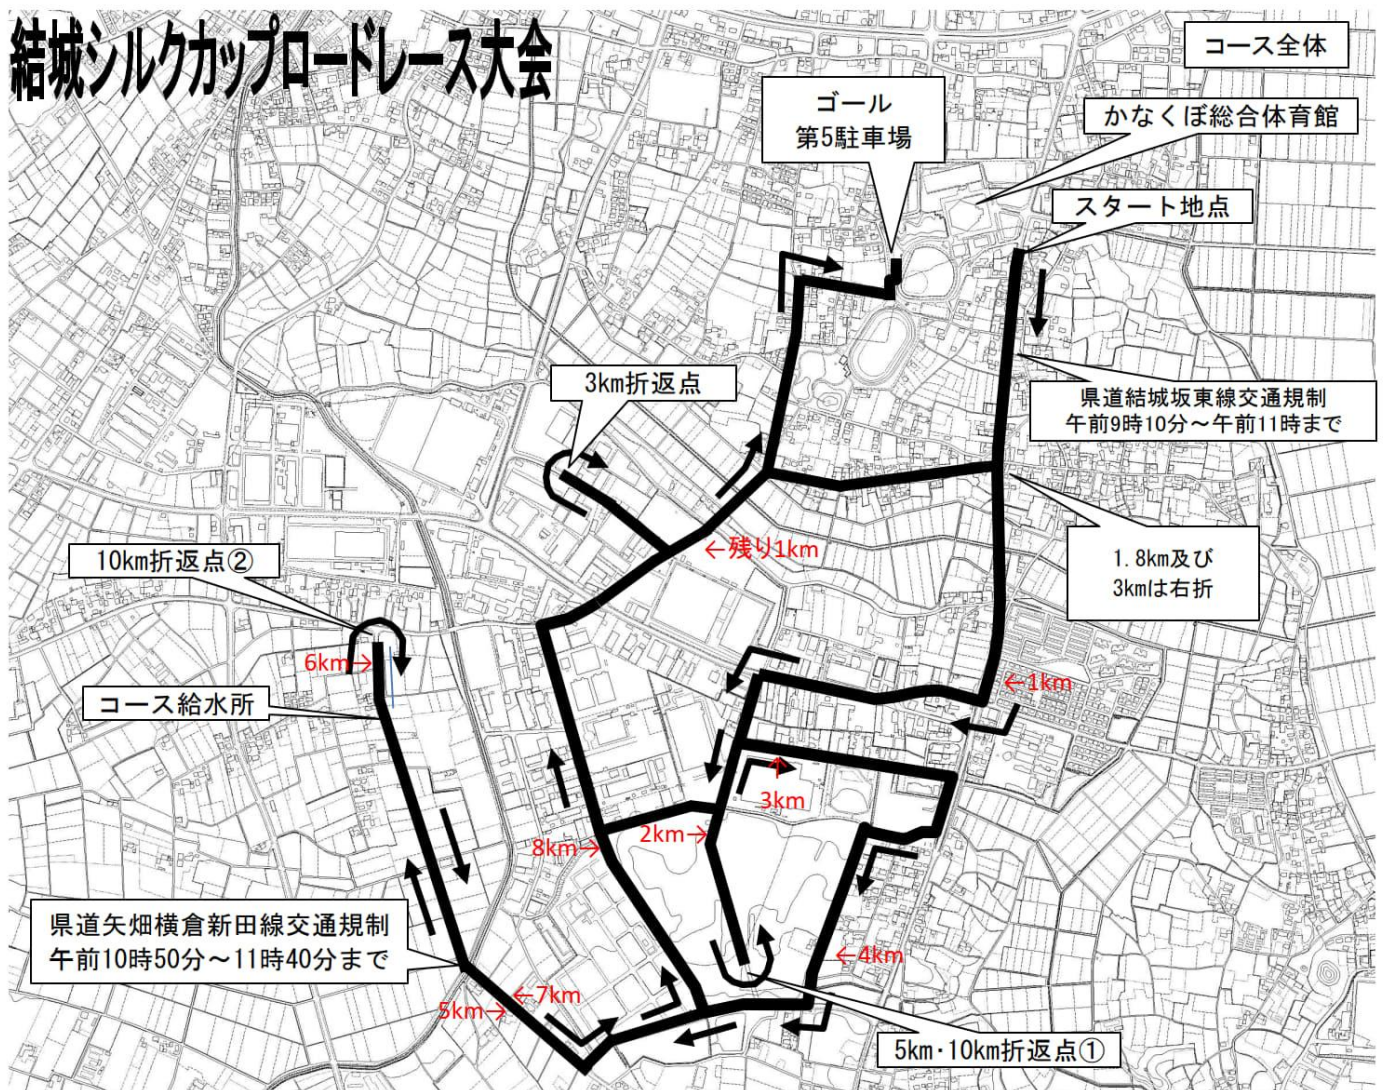 結城シルクカップロードレース大会
コース全体
ゴール
第5駐車場
かなくぼ総合体育館
スタート地点
3km折返点
県道結城坂東線交通規制
午前9時10分～午前11時まで
←残り1km
1.8km及び
3kmは右折
10km折返点②
6km→
コース給水所
←1km
3km
↑
2km→
8km→
県道矢畑横倉新田線交通規制
午前10時50分～11時40分まで
←4km
←7km
5km→
5km・10km折返点①